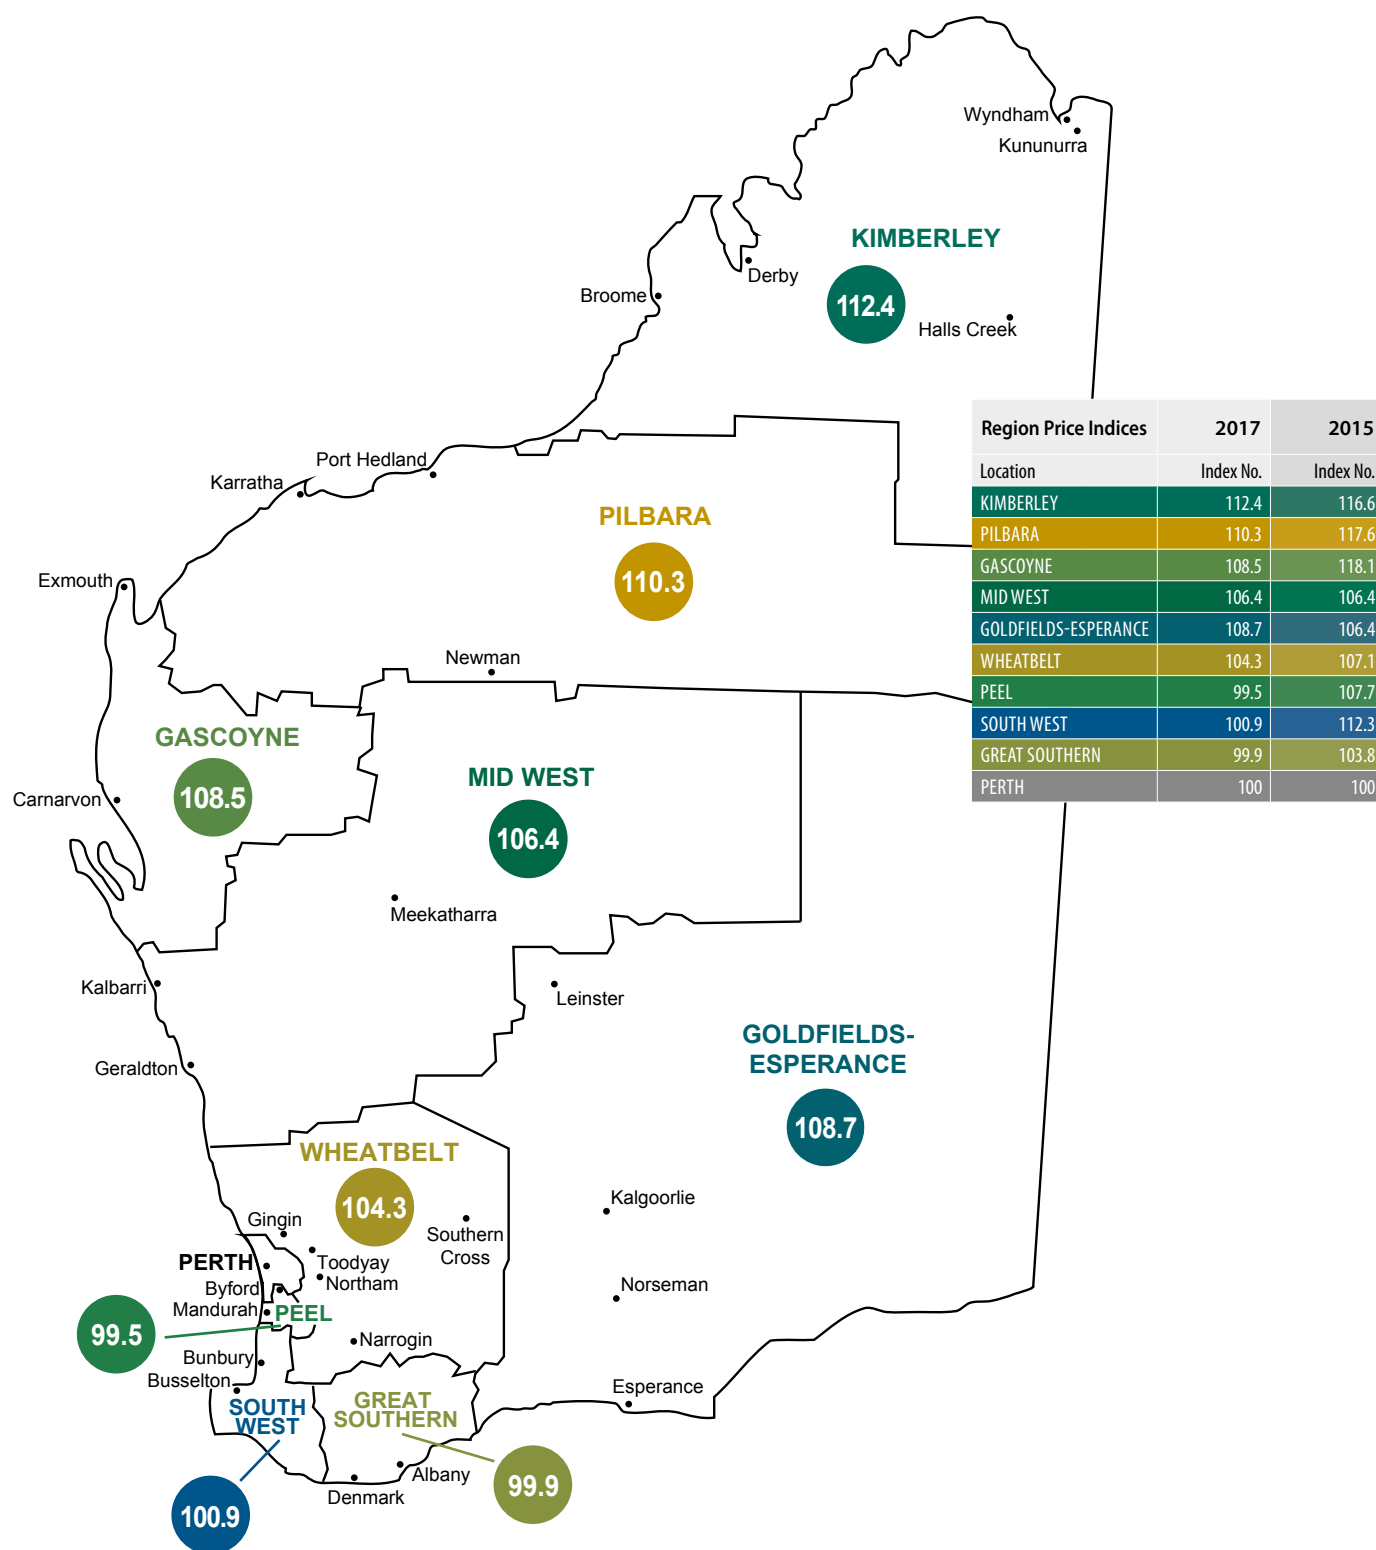 Wyndham
Kununurra
KIMBERLEY
Derby
112.4
Broome
Halls Creek
Region Price Indices 2017 2015
Location Index No. Index No.
KIMBERLEY 112.4 116.6
PILBARA 110.3 117.6
GASCOYNE 108.5 118.1
MID WEST 106.4 106.4
GOLDFIELDS-ESPERANCE 108.7 106.4
WHEATBELT 104.3 107.1
PEEL 99.5 107.7
SOUTH WEST 100.9 112.3
GREAT SOUTHERN 99.9 103.8
PERTH 100 100
Port Hedland
Karratha
PILBARA
110.3
Exmouth
Newman
GASCOYNE
108.5
MID WEST
106.4
Carnarvon
Meekatharra
Kalbarri
Leinster
GOLDFIELDS-
ESPERANCE
108.7
Geraldton
WHEATBELT
104.3
Kalgoorlie
Gingin
Southern
Cross
PERTH
Toodyay
Northam
Byford
Norseman
Mandurah
PEEL
99.5
Narrogin
Bunbury
Busselton
Esperance
SOUTH
WEST
GREAT
SOUTHERN
Albany
Denmark
99.9
100.9